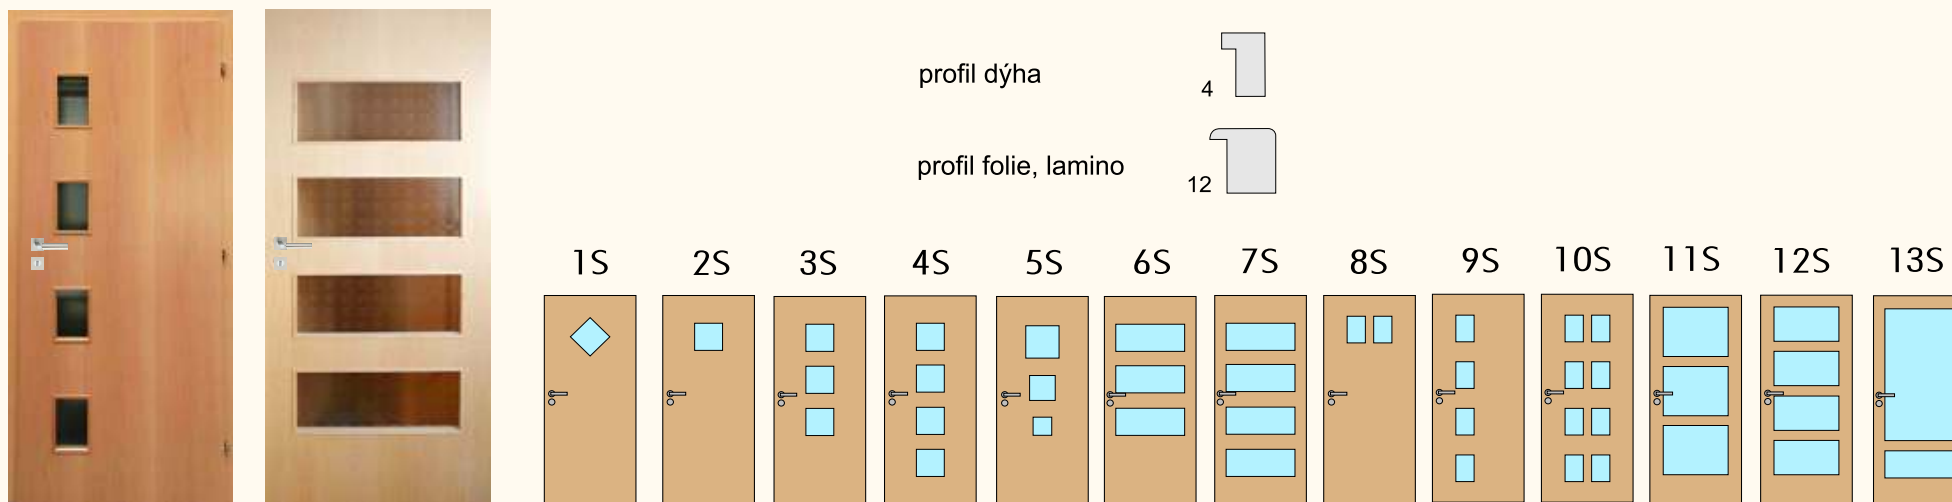 profil dýha
4
profil folie, lamino
12
1S 2S 3S 4S 5S 6S 7S 8S 9S 10S 11S 12S 13S